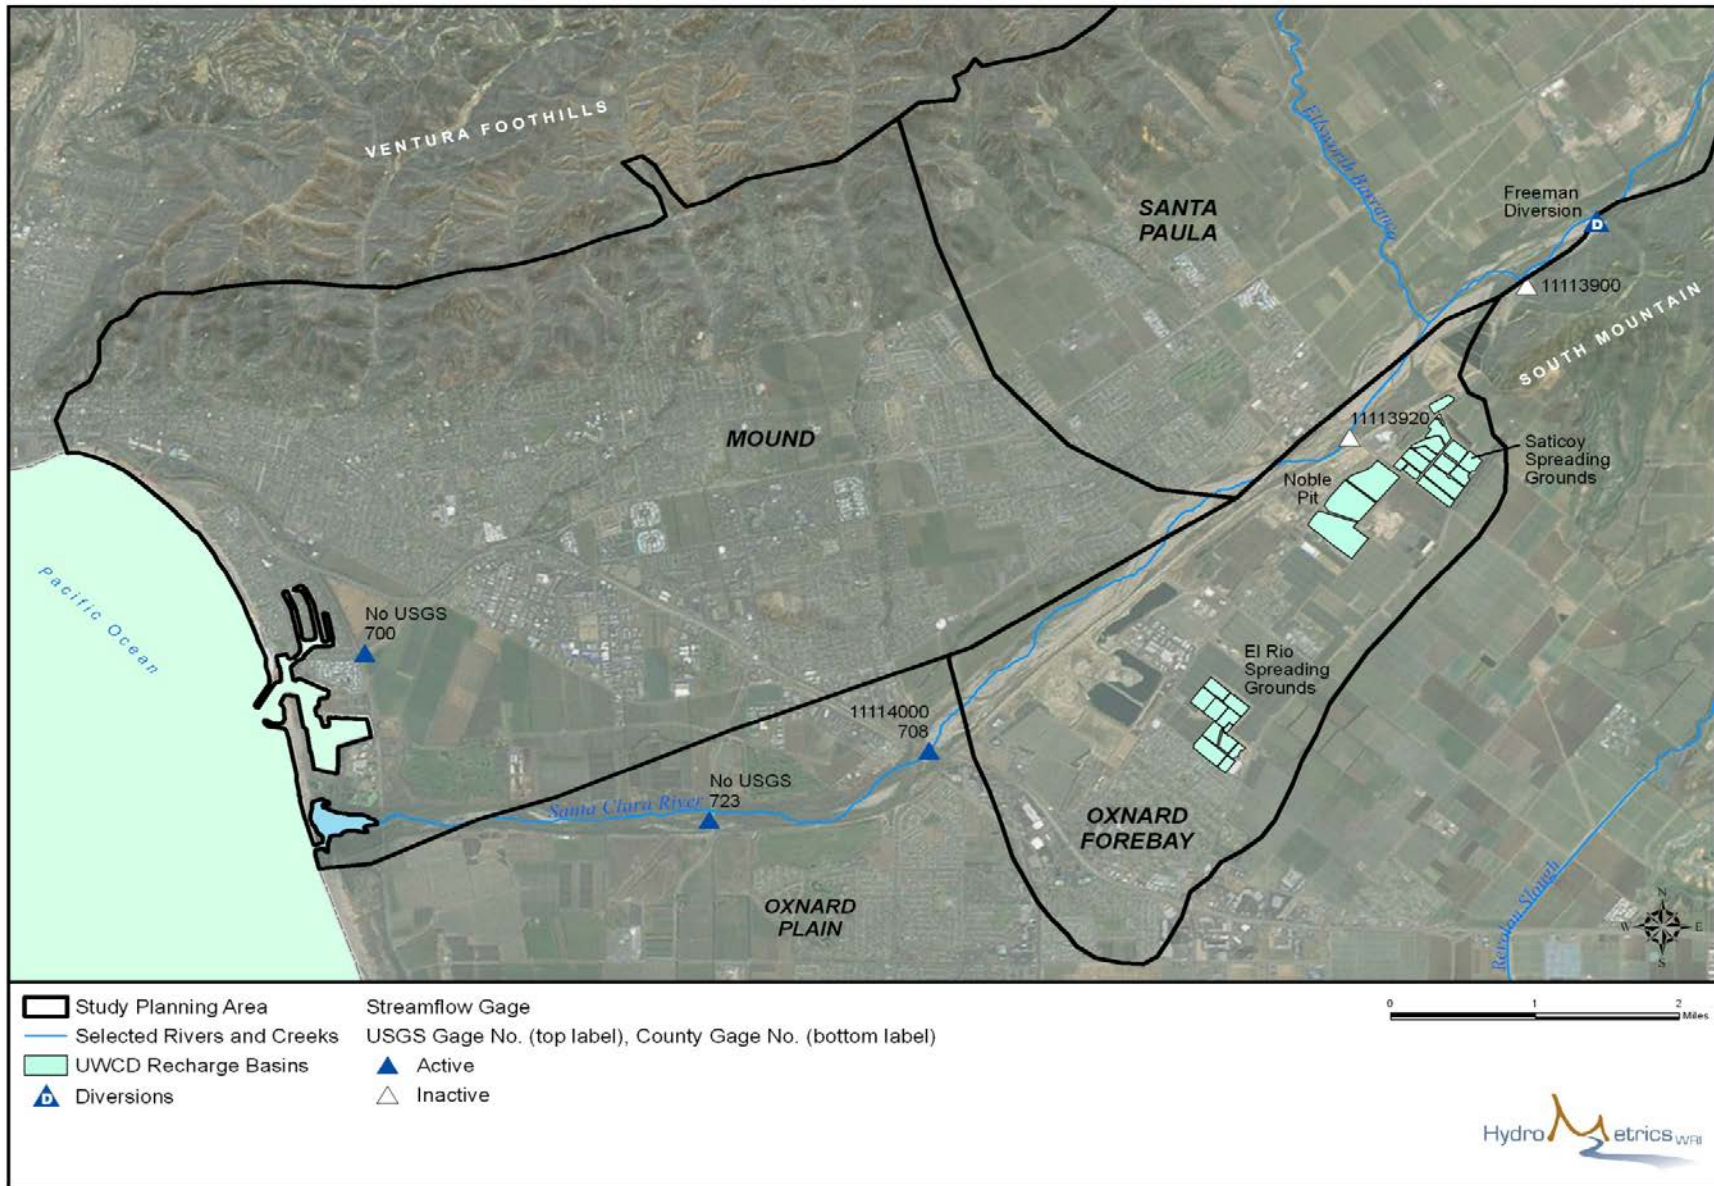 VENTURA FOOTHILLS
Ellsworth Barranca
SANTA
PAULA
Freeman
Diversion
D
11113900
SOUTH MOUNTAIN
MOUND
11113920
Saticoy
Spreading
Grounds
Noble
Pit
Pacific Ocean
No USGS
700
El Rio
Spreading
Grounds
11114000
708
No USGS
723
Santa Clara River
OXNARD
FOREBAY
OXNARD
PLAIN
Revolon Slough
N
W
E
S
Study Planning Area
Selected Rivers and Creeks
UWCD Recharge Basins
D
Diversions
Streamflow Gage
USGS Gage No. (top label), County Gage No. (bottom label)
Active
Inactive
0 1 2
Miles
HydroMetrics WRI